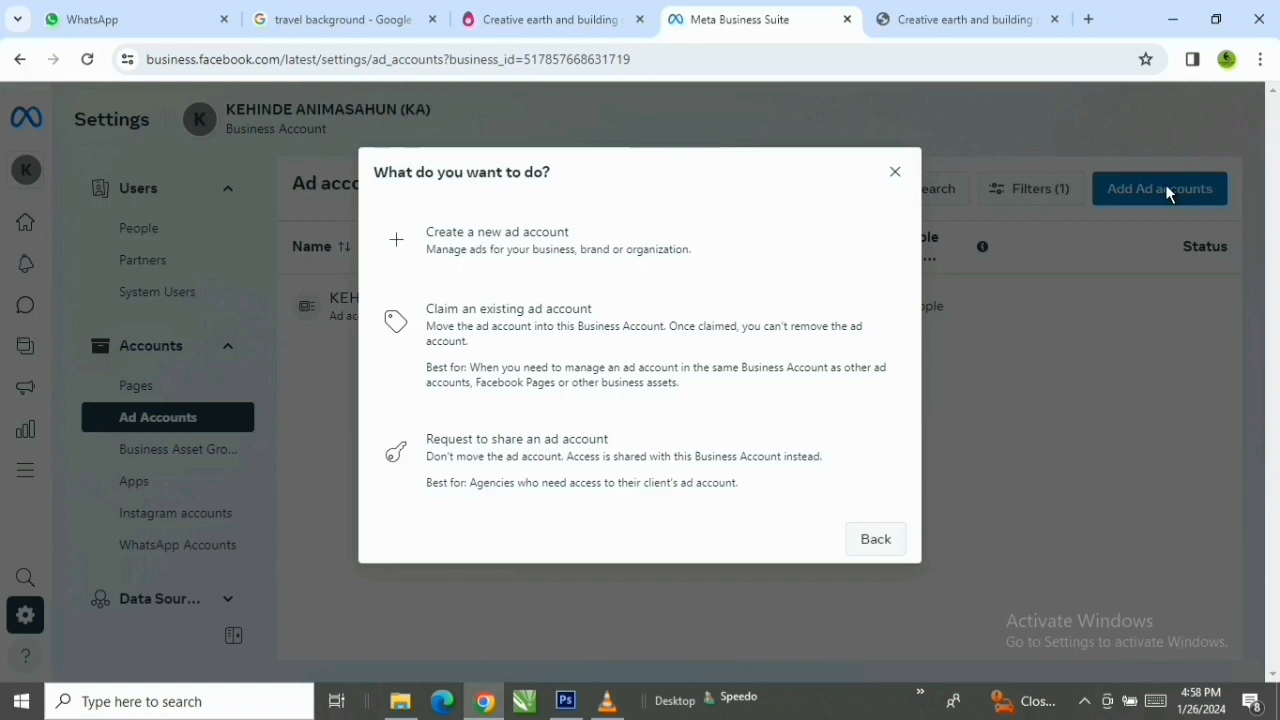 WhatsApp
travel background - Google
Creative earth and building
Meta Business Suite
Creative earth and building
business.facebook.com/latest/settings/ad_accounts?business_id=517857668631719
Settings
K
KEHINDE ANIMASAHUN (KA)
Business Account
K
Users
People
Partners
System Users
Accounts
Pages
Ad Accounts
Business Asset Gro...
Apps
Instagram accounts
WhatsApp Accounts
Data Sour...
Ad acco
earch
Filters (1)
Add Ad accounts
Name
Status
KEH
Ad ac
What do you want to do?
Create a new ad account
Manage ads for your business, brand or organization.
Claim an existing ad account
Move the ad account into this Business Account. Once claimed, you can't remove the ad
account.
Best for: When you need to manage an ad account in the same Business Account as other ad
accounts, Facebook Pages or other business assets.
Request to share an ad account
Don't move the ad account. Access is shared with this Business Account instead.
Best for: Agencies who need access to their client's ad account.
Back
Activate Windows
Go to Settings to activate Windows.
Type here to search
Ps
Desktop
Speedo
Clos...
4:58 PM
1/26/2024
8